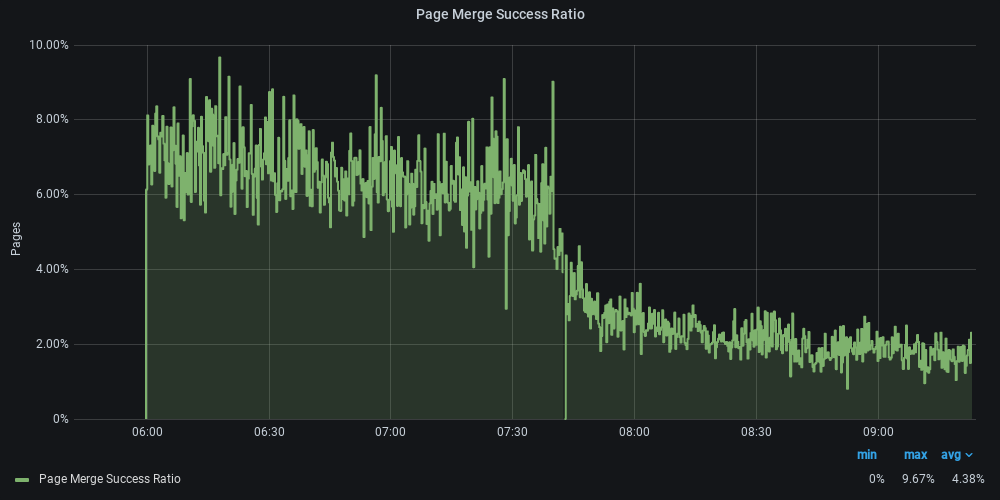 Page Merge Success Ratio
10.00%
8.00%
6.00%
4.00%
2.00%
0%
Pages
06:00 06:30 07:00 07:30 08:00 08:30 09:00
min max avg
Page Merge Success Ratio 0% 9.67% 4.38%